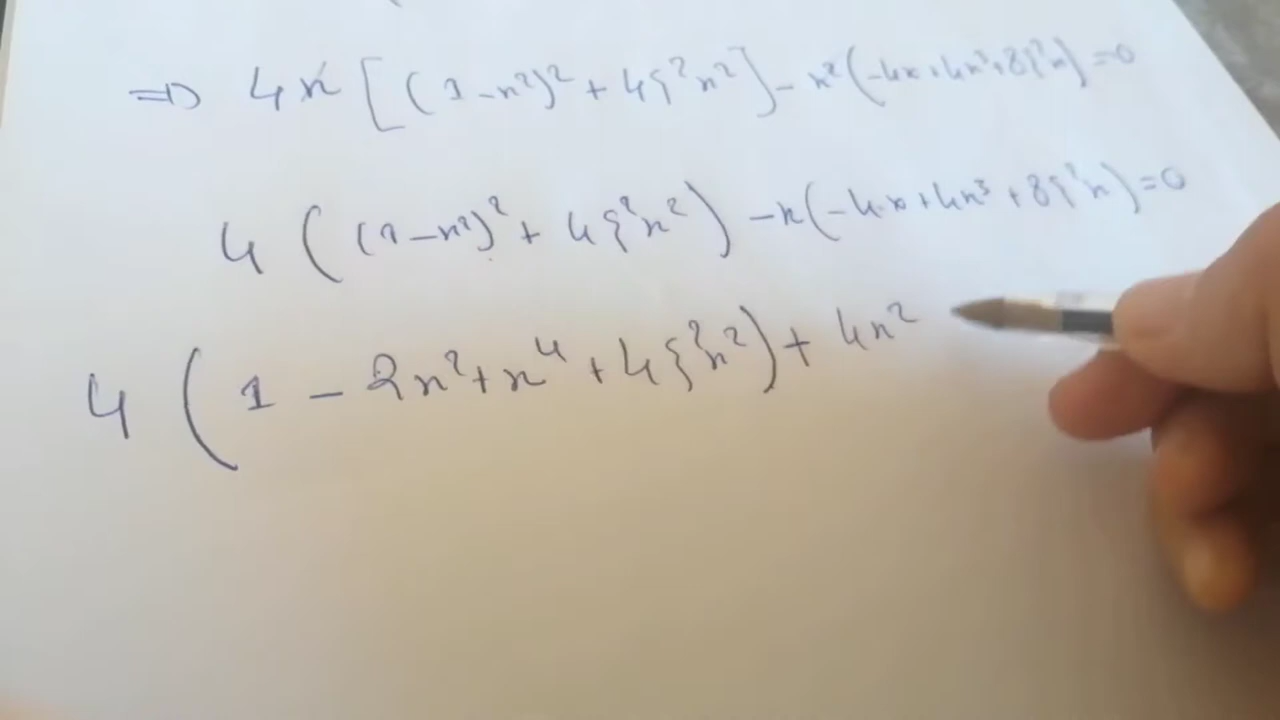 => 4x [(1-x²)² + 4ξ²x²] - x²(-4x+4x³+8ξ²x) = 0
4 ((1-x²)² + 4ξ²x²) - x(-4x+4x³+8ξ²x) = 0
4 (1 - 2x² + x⁴ + 4ξ²x²) + 4x²